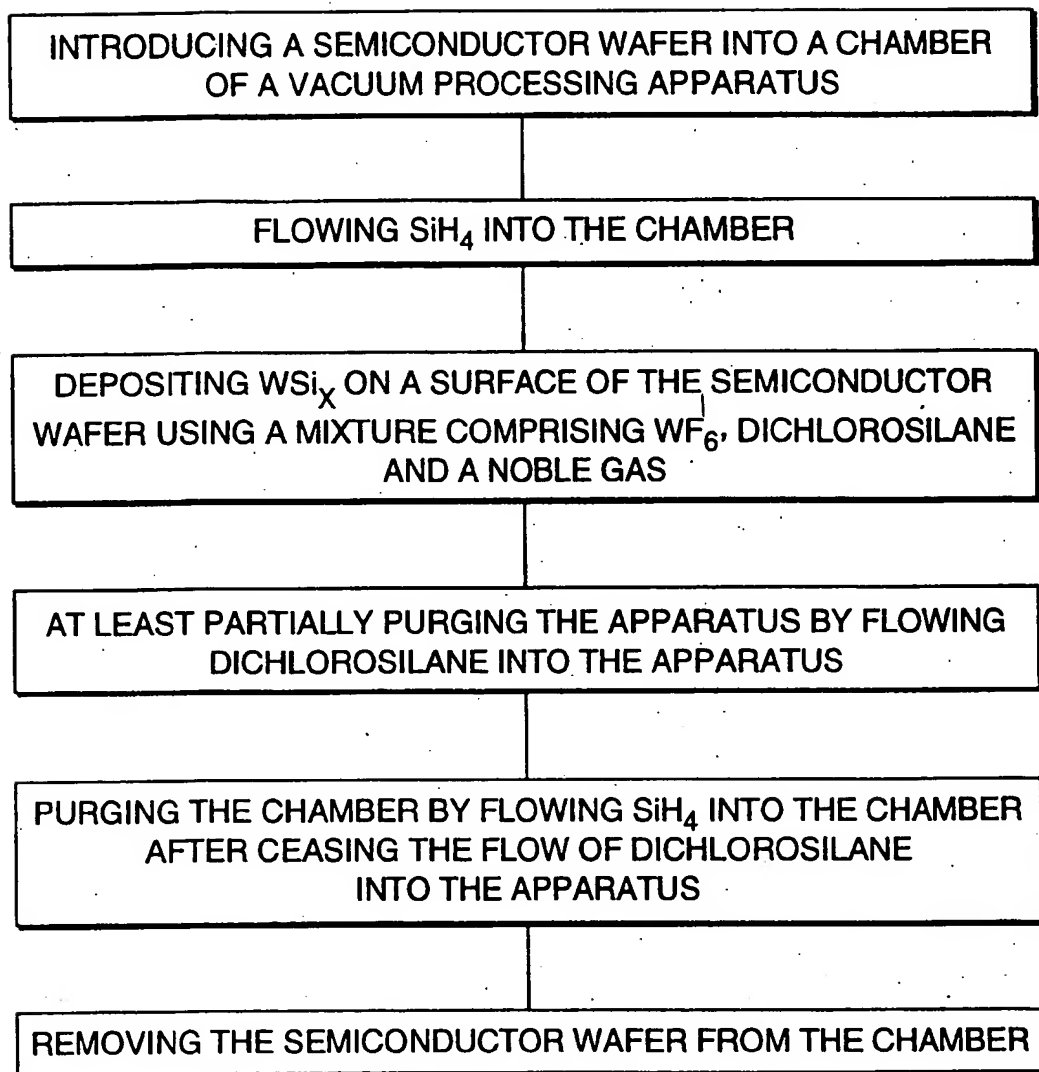 INTRODUCING A SEMICONDUCTOR WAFER INTO A CHAMBER
OF A VACUUM PROCESSING APPARATUS
FLOWING SiH₄ INTO THE CHAMBER
DEPOSITING WSiₓ ON A SURFACE OF THE SEMICONDUCTOR
WAFER USING A MIXTURE COMPRISING WF₆, DICHLOROSILANE
AND A NOBLE GAS
AT LEAST PARTIALLY PURGING THE APPARATUS BY FLOWING
DICHLOROSILANE INTO THE APPARATUS
PURGING THE CHAMBER BY FLOWING SiH₄ INTO THE CHAMBER
AFTER CEASING THE FLOW OF DICHLOROSILANE
INTO THE APPARATUS
REMOVING THE SEMICONDUCTOR WAFER FROM THE CHAMBER